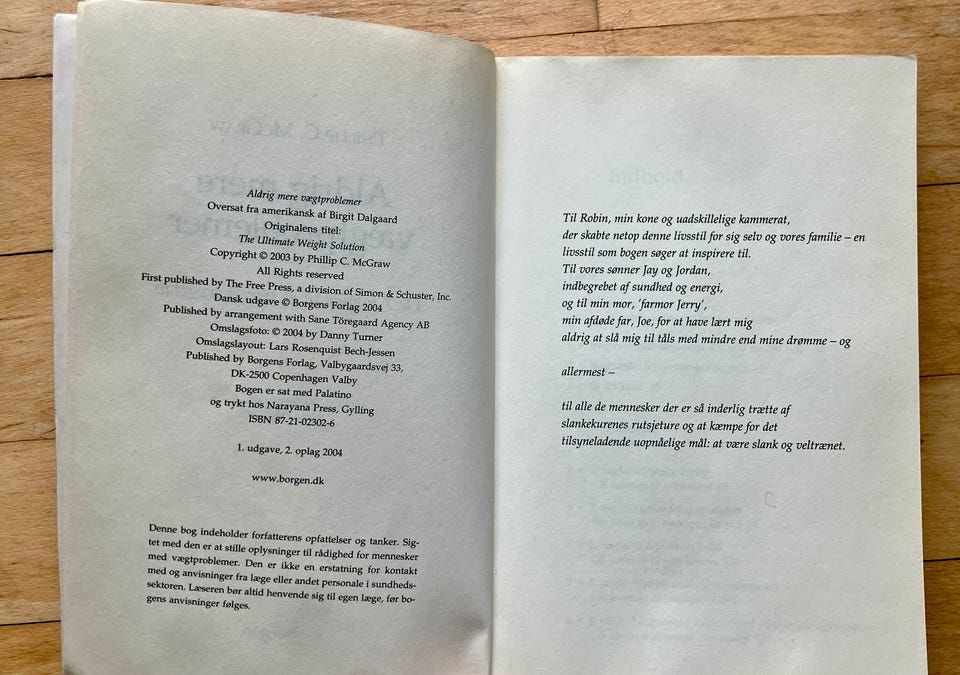 Aldrig mere vægtproblemer
Oversat fra amerikansk af Birgit Dalgaard
Originalens titel:
The Ultimate Weight Solution
Copyright © 2003 by Phillip C. McGraw
All Rights reserved
First published by The Free Press, a division of Simon & Schuster, Inc.
Dansk udgave © Borgens Forlag 2004
Published by arrangement with Sane Töregaard Agency AB
Omslagsfoto: © 2004 by Danny Turner
Omslagslayout: Lars Rosenquist Bech-Jessen
Published by Borgens Forlag, Valbygaardsvej 33,
DK-2500 Copenhagen Valby
Bogen er sat med Palatino
og trykt hos Narayana Press, Gylling
ISBN 87-21-02302-6
1. udgave, 2. oplag 2004
www.borgen.dk
Denne bog indeholder forfatterens opfattelser og tanker. Sig-
tet med den er at stille oplysninger til rådighed for mennesker
med vægtproblemer. Den er ikke en erstatning for kontakt
med og anvisninger fra læge eller andet personale i sundheds-
sektoren. Læseren bør altid henvende sig til egen læge, før bo-
gens anvisninger følges.
Til Robin, min kone og uadskillelige kammerat,
der skabte netop denne livsstil for sig selv og vores familie – en
livsstil som bogen søger at inspirere til.
Til vores sønner Jay og Jordan,
indbegrebet af sundhed og energi,
og til min mor, 'farmor Jerry',
min afdøde far, Joe, for at have lært mig
aldrig at slå mig til tåls med mindre end mine drømme – og
allermest –
til alle de mennesker der er så inderlig trætte af
slankekurenes rutsjeture og at kæmpe for det
tilsyneladende uopnåelige mål: at være slank og veltrænet.